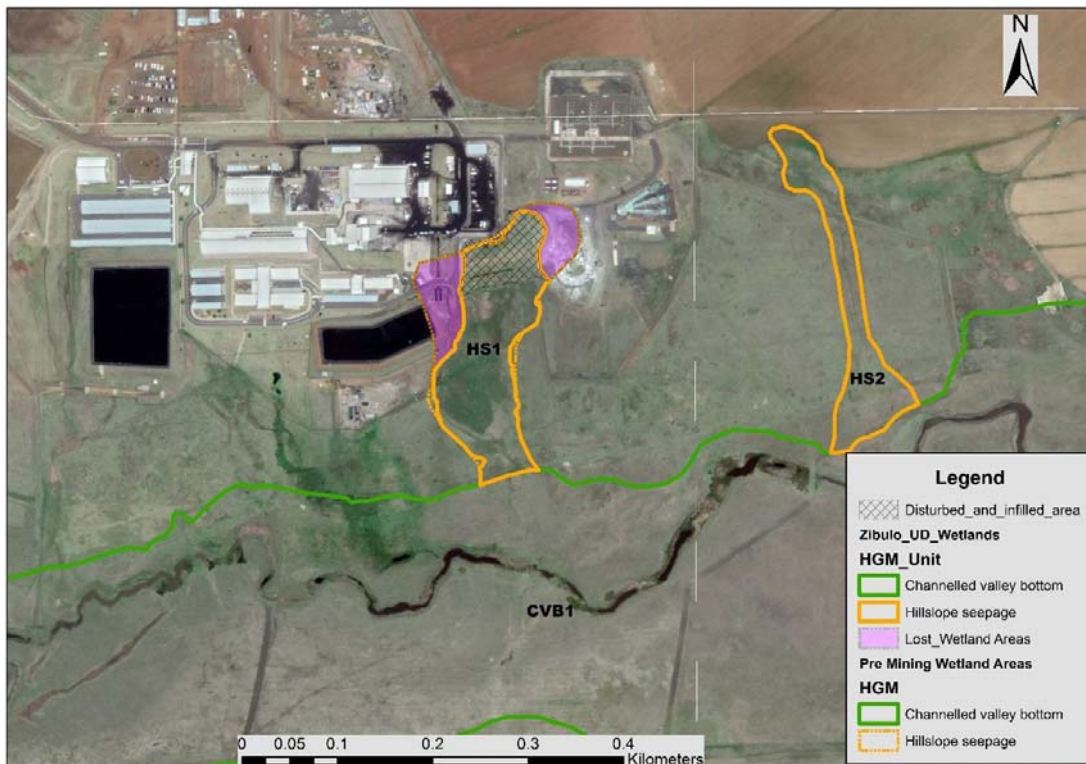 N
HS1
HS2
CVB1
Legend
Disturbed_and_infilled_area
Zibulo_UD_Wetlands
HGM_Unit
Channelled valley bottom
Hillslope seepage
Lost_Wetland Areas
Pre Mining Wetland Areas
HGM
Channelled valley bottom
Hillslope seepage
0 0.05 0.1 0.2 0.3 0.4
Kilometers